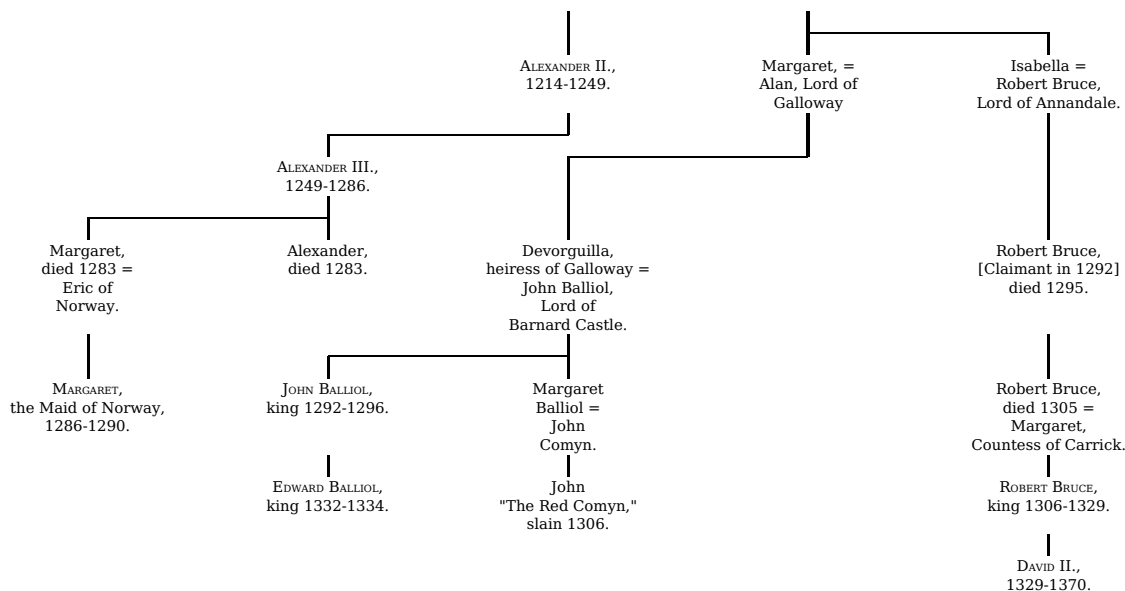 Alexander II.,
1214-1249.
Margaret, =
Alan, Lord of
Galloway
Isabella =
Robert Bruce,
Lord of Annandale.
Alexander III.,
1249-1286.
Margaret,
died 1283 =
Eric of
Norway.
Alexander,
died 1283.
Devorguilla,
heiress of Galloway =
John Balliol,
Lord of
Barnard Castle.
Robert Bruce,
[Claimant in 1292]
died 1295.
Margaret,
the Maid of Norway,
1286-1290.
John Balliol,
king 1292-1296.
Margaret
Balliol =
John
Comyn.
Robert Bruce,
died 1305 =
Margaret,
Countess of Carrick.
Edward Balliol,
king 1332-1334.
John
"The Red Comyn,"
slain 1306.
Robert Bruce,
king 1306-1329.
David II.,
1329-1370.